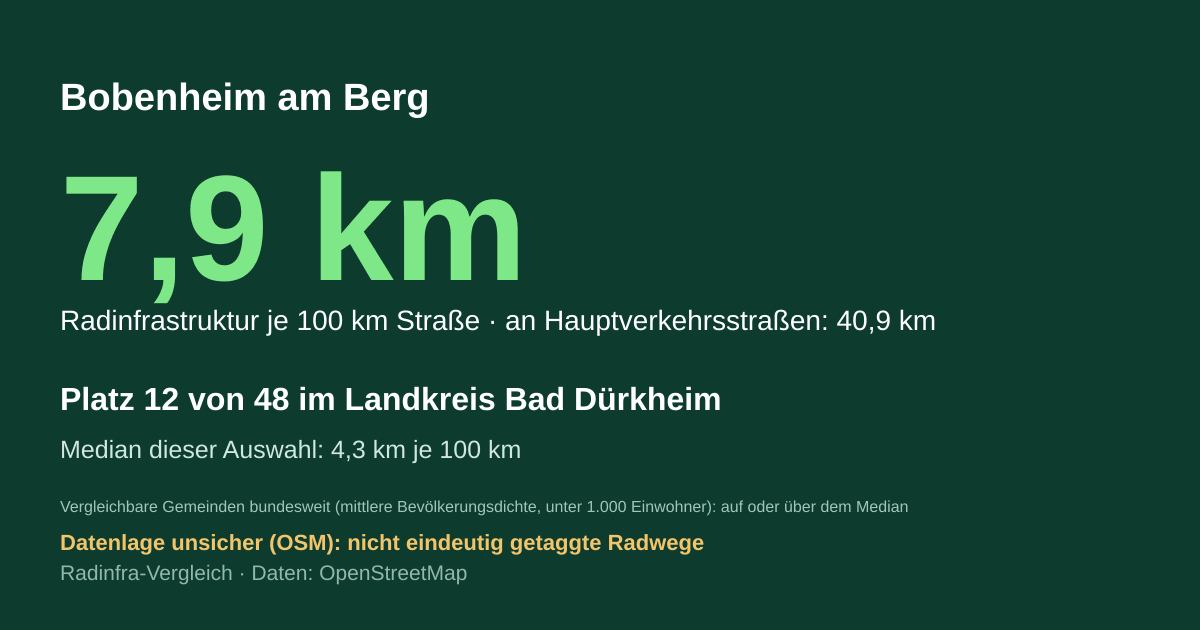 Bobenheim am Berg
7,9 km
Radinfrastruktur je 100 km Straße · an Hauptverkehrsstraßen: 40,9 km
Platz 12 von 48 im Landkreis Bad Dürkheim
Median dieser Auswahl: 4,3 km je 100 km
Vergleichbare Gemeinden bundesweit (mittlere Bevölkerungsdichte, unter 1.000 Einwohner): auf oder über dem Median
Datenlage unsicher (OSM): nicht eindeutig getaggte Radwege
Radinfra-Vergleich · Daten: OpenStreetMap